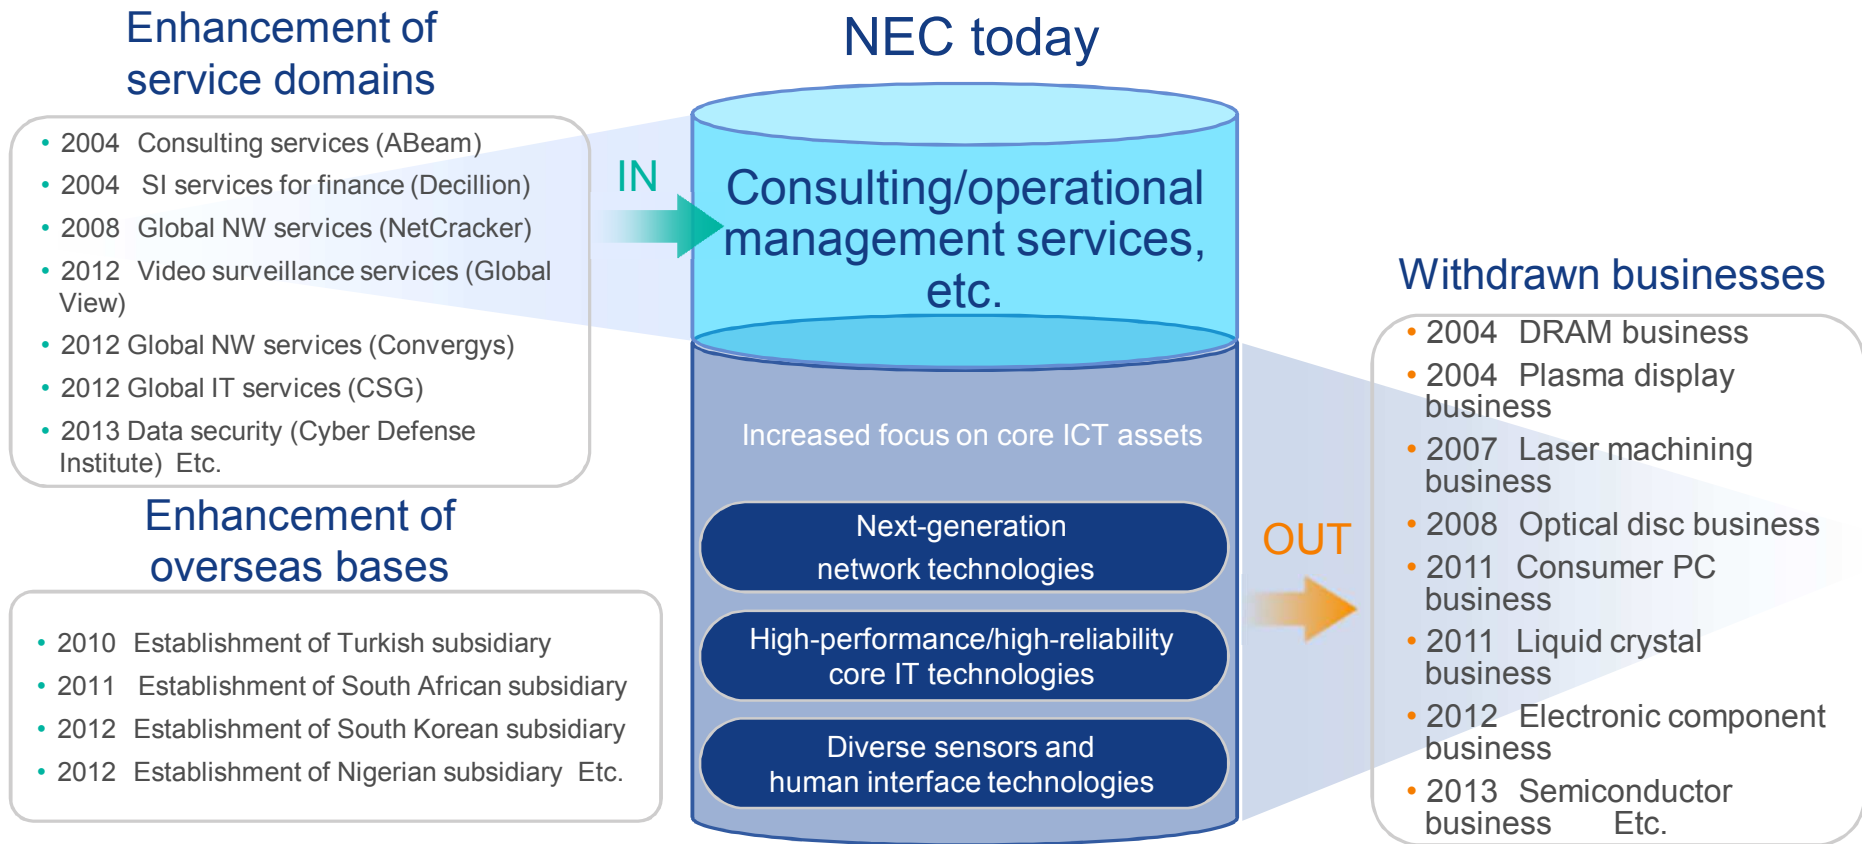 Enhancement of
service domains
• 2004 Consulting services (ABeam)
• 2004 SI services for finance (Decillion)
• 2008 Global NW services (NetCracker)
• 2012 Video surveillance services (Global
View)
• 2012 Global NW services (Convergys)
• 2012 Global IT services (CSG)
• 2013 Data security (Cyber Defense
Institute) Etc.
Enhancement of
overseas bases
• 2010 Establishment of Turkish subsidiary
• 2011 Establishment of South African subsidiary
• 2012 Establishment of South Korean subsidiary
• 2012 Establishment of Nigerian subsidiary Etc.
IN
NEC today
Consulting/operational
management services,
etc.
Increased focus on core ICT assets
Next-generation
network technologies
High-performance/high-reliability
core IT technologies
Diverse sensors and
human interface technologies
OUT
Withdrawn businesses
• 2004 DRAM business
• 2004 Plasma display
business
• 2007 Laser machining
business
• 2008 Optical disc business
• 2011 Consumer PC
business
• 2011 Liquid crystal
business
• 2012 Electronic component
business
• 2013 Semiconductor
business Etc.